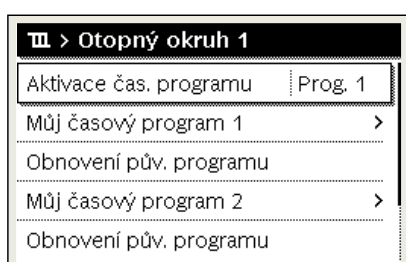 > Otopný okruh 1
Aktivace čas. programu Prog. 1
Můj časový program 1 >
Obnovení pův. programu
Můj časový program 2 >
Obnovení pův. programu